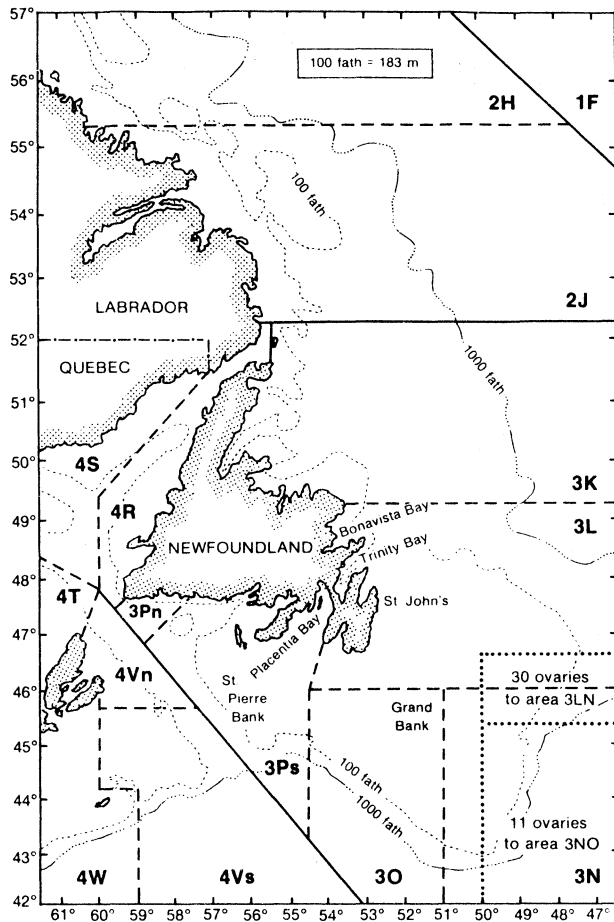 57°
100 fath = 183 m
2H
1F
56°
55°
100 fath
54°
53°
LABRADOR
2J
52°
QUEBEC
1000 fath
51°
50°
4S
3K
4R
Bonavista Bay
3L
49°
NEWFOUNDLAND
Trinity Bay
48°
4T
3Pn
St John's
Placentia Bay
47°
4Vn
St
Pierre
Bank
30 ovaries
to area 3LN
46°
Grand
Bank
45°
3Ps
100 fath
1000 fath
44°
11 ovaries
to area 3NO
43°
4W
4Vs
3O
3N
42°
61° 60° 58° 57° 56° 55° 54° 53° 52° 51° 50° 49° 48° 47°